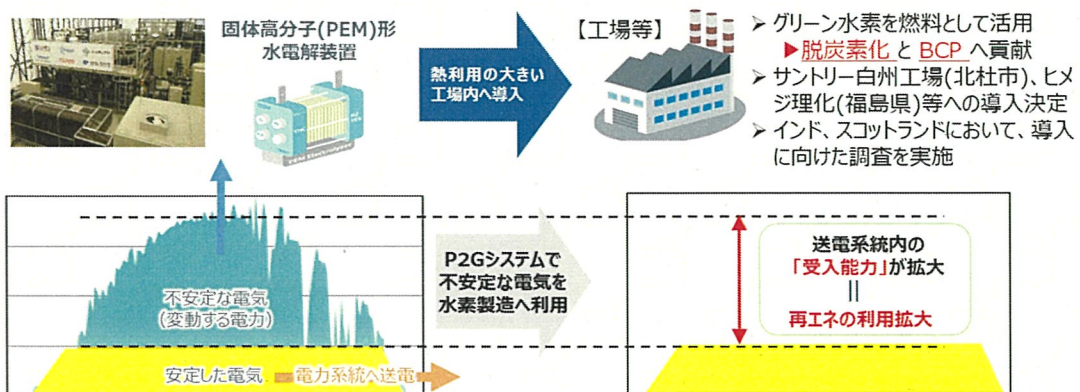 固体高分子(PEM)形
水電解装置
熱利用の大きい
工場内へ導入
【工場等】
➢ グリーン水素を燃料として活用
▶脱炭素化 と BCP へ貢献
➢ サントリー白州工場(北杜市)、ヒメ
ジ理化(福島県)等への導入決定
➢ インド、スコットランドにおいて、導入
に向けた調査を実施
不安定な電気
(変動する電力)
安定した電気
電力系統へ送電
P2Gシステムで
不安定な電気を
水素製造へ利用
送電系統内の
「受入能力」が拡大
||
再エネの利用拡大